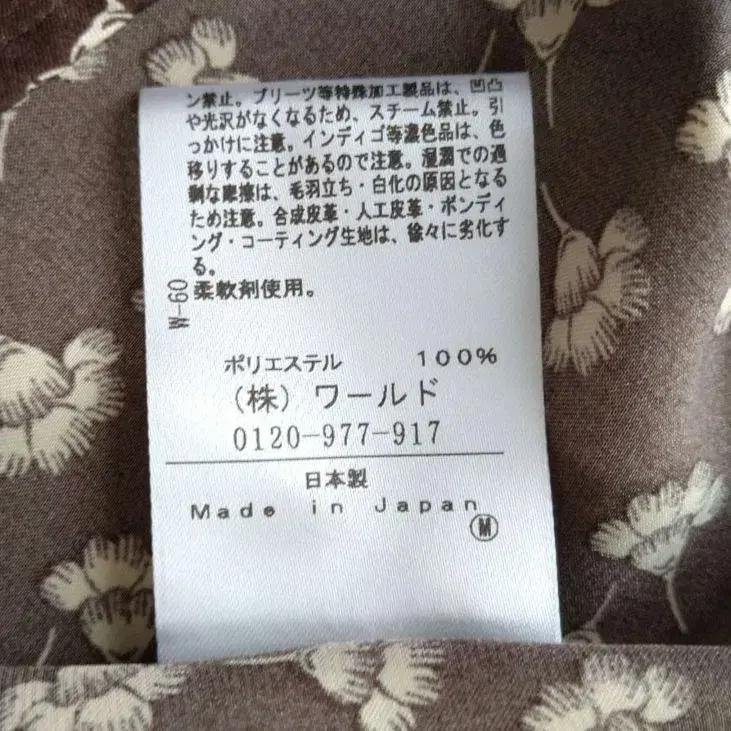 ン禁止。プリーツ等特殊加工製品は、凹凸
や光沢がなくなるため、スチーム禁止。引
っかけに注意。インディゴ等濃色品は、色
移りすることがあるので注意。湿潤での過
剰な摩擦は、毛羽立ち・白化の原因となる
ため注意。合成皮革・人工皮革・ボンディ
ング・コーティング生地は、徐々に劣化す
る。
柔軟剤使用。
W-60
ポリエステル 100%
(株) ワールド
0120-977-917
日本製
Made in Japan
M